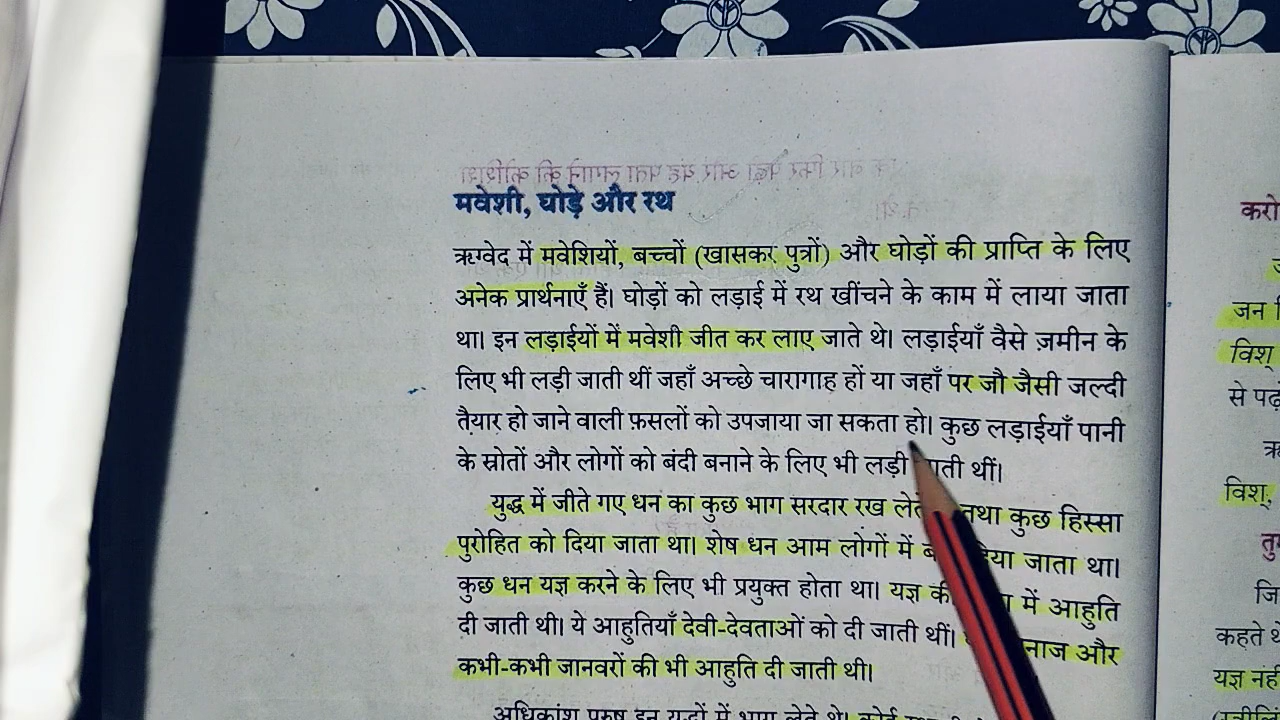 मवेशी, घोड़े और रथ
ऋग्वेद में मवेशियों, बच्चों (खासकर पुत्रों) और घोड़ों की प्राप्ति के लिए
अनेक प्रार्थनाएँ हैं। घोड़ों को लड़ाई में रथ खींचने के काम में लाया जाता
था। इन लड़ाईयों में मवेशी जीत कर लाए जाते थे। लड़ाईयाँ वैसे ज़मीन के
लिए भी लड़ी जाती थीं जहाँ अच्छे चारागाह हों या जहाँ पर जौ जैसी जल्दी
तैयार हो जाने वाली फ़सलों को उपजाया जा सकता हो। कुछ लड़ाईयाँ पानी
के स्रोतों और लोगों को बंदी बनाने के लिए भी लड़ी थीं।
युद्ध में जीते गए धन का कुछ भाग सरदार रख तथा कुछ हिस्सा
पुरोहित को दिया जाता था। शेष धन आम लोगों में जाता था।
कुछ धन यज्ञ करने के लिए भी प्रयुक्त होता था। यज्ञ में आहुति
दी जाती थी। ये आहुतियाँ देवी-देवताओं को दी जाती थीं। और
कभी-कभी जानवरों की भी आहुति दी जाती थी।
अधिकांश पुरुष इन युद्धों में भाग लेते थे। कोई
करो
जन
विश्
से
विश्,
जि
कहते
यज्ञ